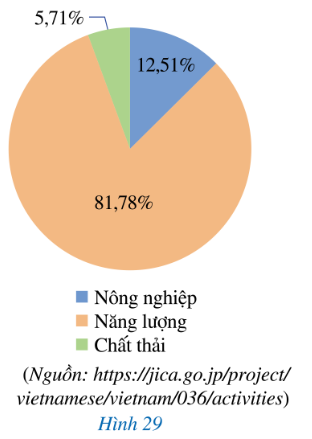 5,71%
12,51%
81,78%
Nông nghiệp
Năng lượng
Chất thải
(Nguồn: https://jica.go.jp/project/
vietnamese/vietnam/036/activities)
Hình 29